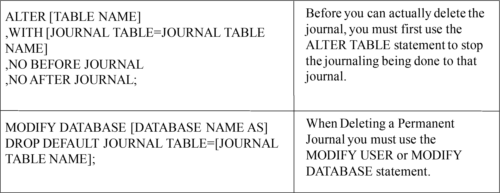 ALTER [TABLE NAME]
,WITH [JOURNAL TABLE=JOURNAL TABLE
NAME]
,NO BEFORE JOURNAL
,NO AFTER JOURNAL;
Before you can actually delete the
journal, you must first use the
ALTER TABLE statement to stop
the journaling being done to that
journal.
MODIFY DATABASE [DATABASE NAME AS]
DROP DEFAULT JOURNAL TABLE=[JOURNAL
TABLE NAME];
When Deleting a Permanent
Journal you must use the
MODIFY USER or MODIFY
DATABASE statement.